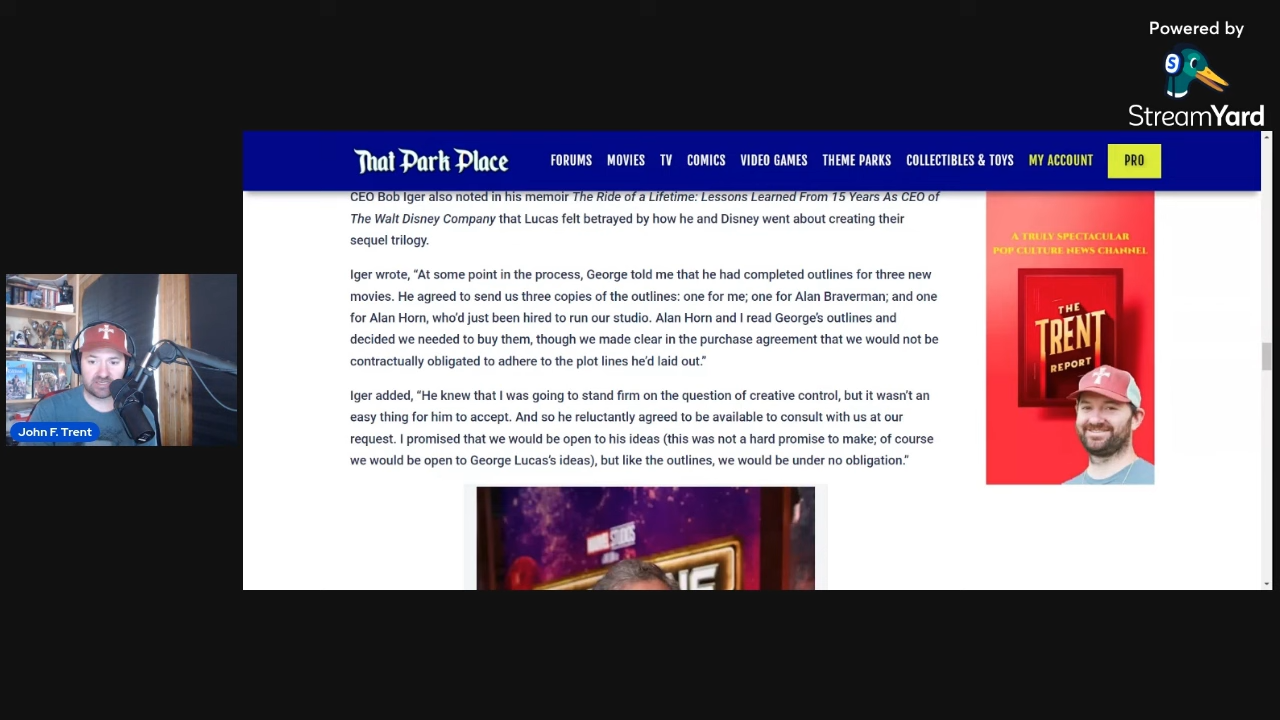 Powered by
S
StreamYard
That Park Place
FORUMS MOVIES TV COMICS VIDEO GAMES THEME PARKS COLLECTIBLES & TOYS MY ACCOUNT PRO
CEO Bob Iger also noted in his memoir The Ride of a Lifetime: Lessons Learned From 15 Years As CEO of
The Walt Disney Company that Lucas felt betrayed by how he and Disney went about creating their
sequel trilogy.
Iger wrote, “At some point in the process, George told me that he had completed outlines for three new
movies. He agreed to send us three copies of the outlines: one for me; one for Alan Braverman; and one
for Alan Horn, who’d just been hired to run our studio. Alan Horn and I read George’s outlines and
decided we needed to buy them, though we made clear in the purchase agreement that we would not be
contractually obligated to adhere to the plot lines he’d laid out.”
Iger added, “He knew that I was going to stand firm on the question of creative control, but it wasn’t an
easy thing for him to accept. And so he reluctantly agreed to be available to consult with us at our
request. I promised that we would be open to his ideas (this was not a hard promise to make; of course
we would be open to George Lucas’s ideas), but like the outlines, we would be under no obligation.”
A TRULY SPECTACULAR
POP CULTURE NEWS CHANNEL
THE
TRENT
REPORT
MARVEL STUDIOS
John F. Trent